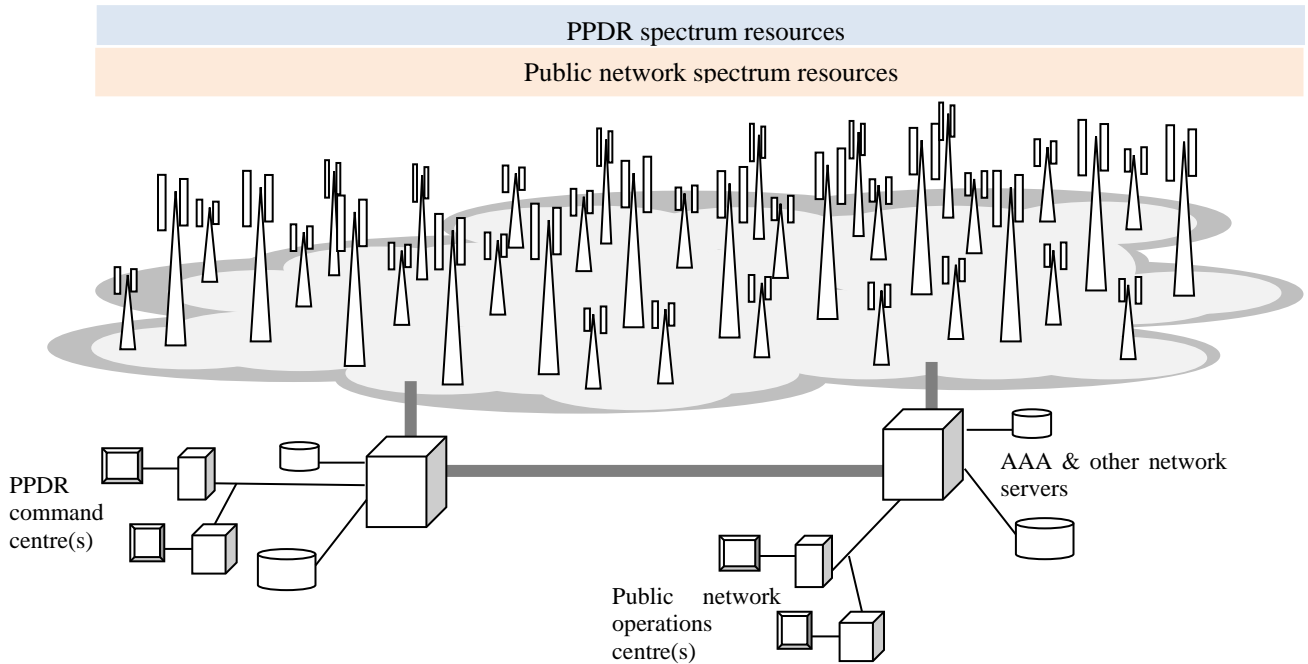 PPDR spectrum resources
Public network spectrum resources
AAA & other network
servers
PPDR
command
centre(s)
Public network
operations
centre(s)